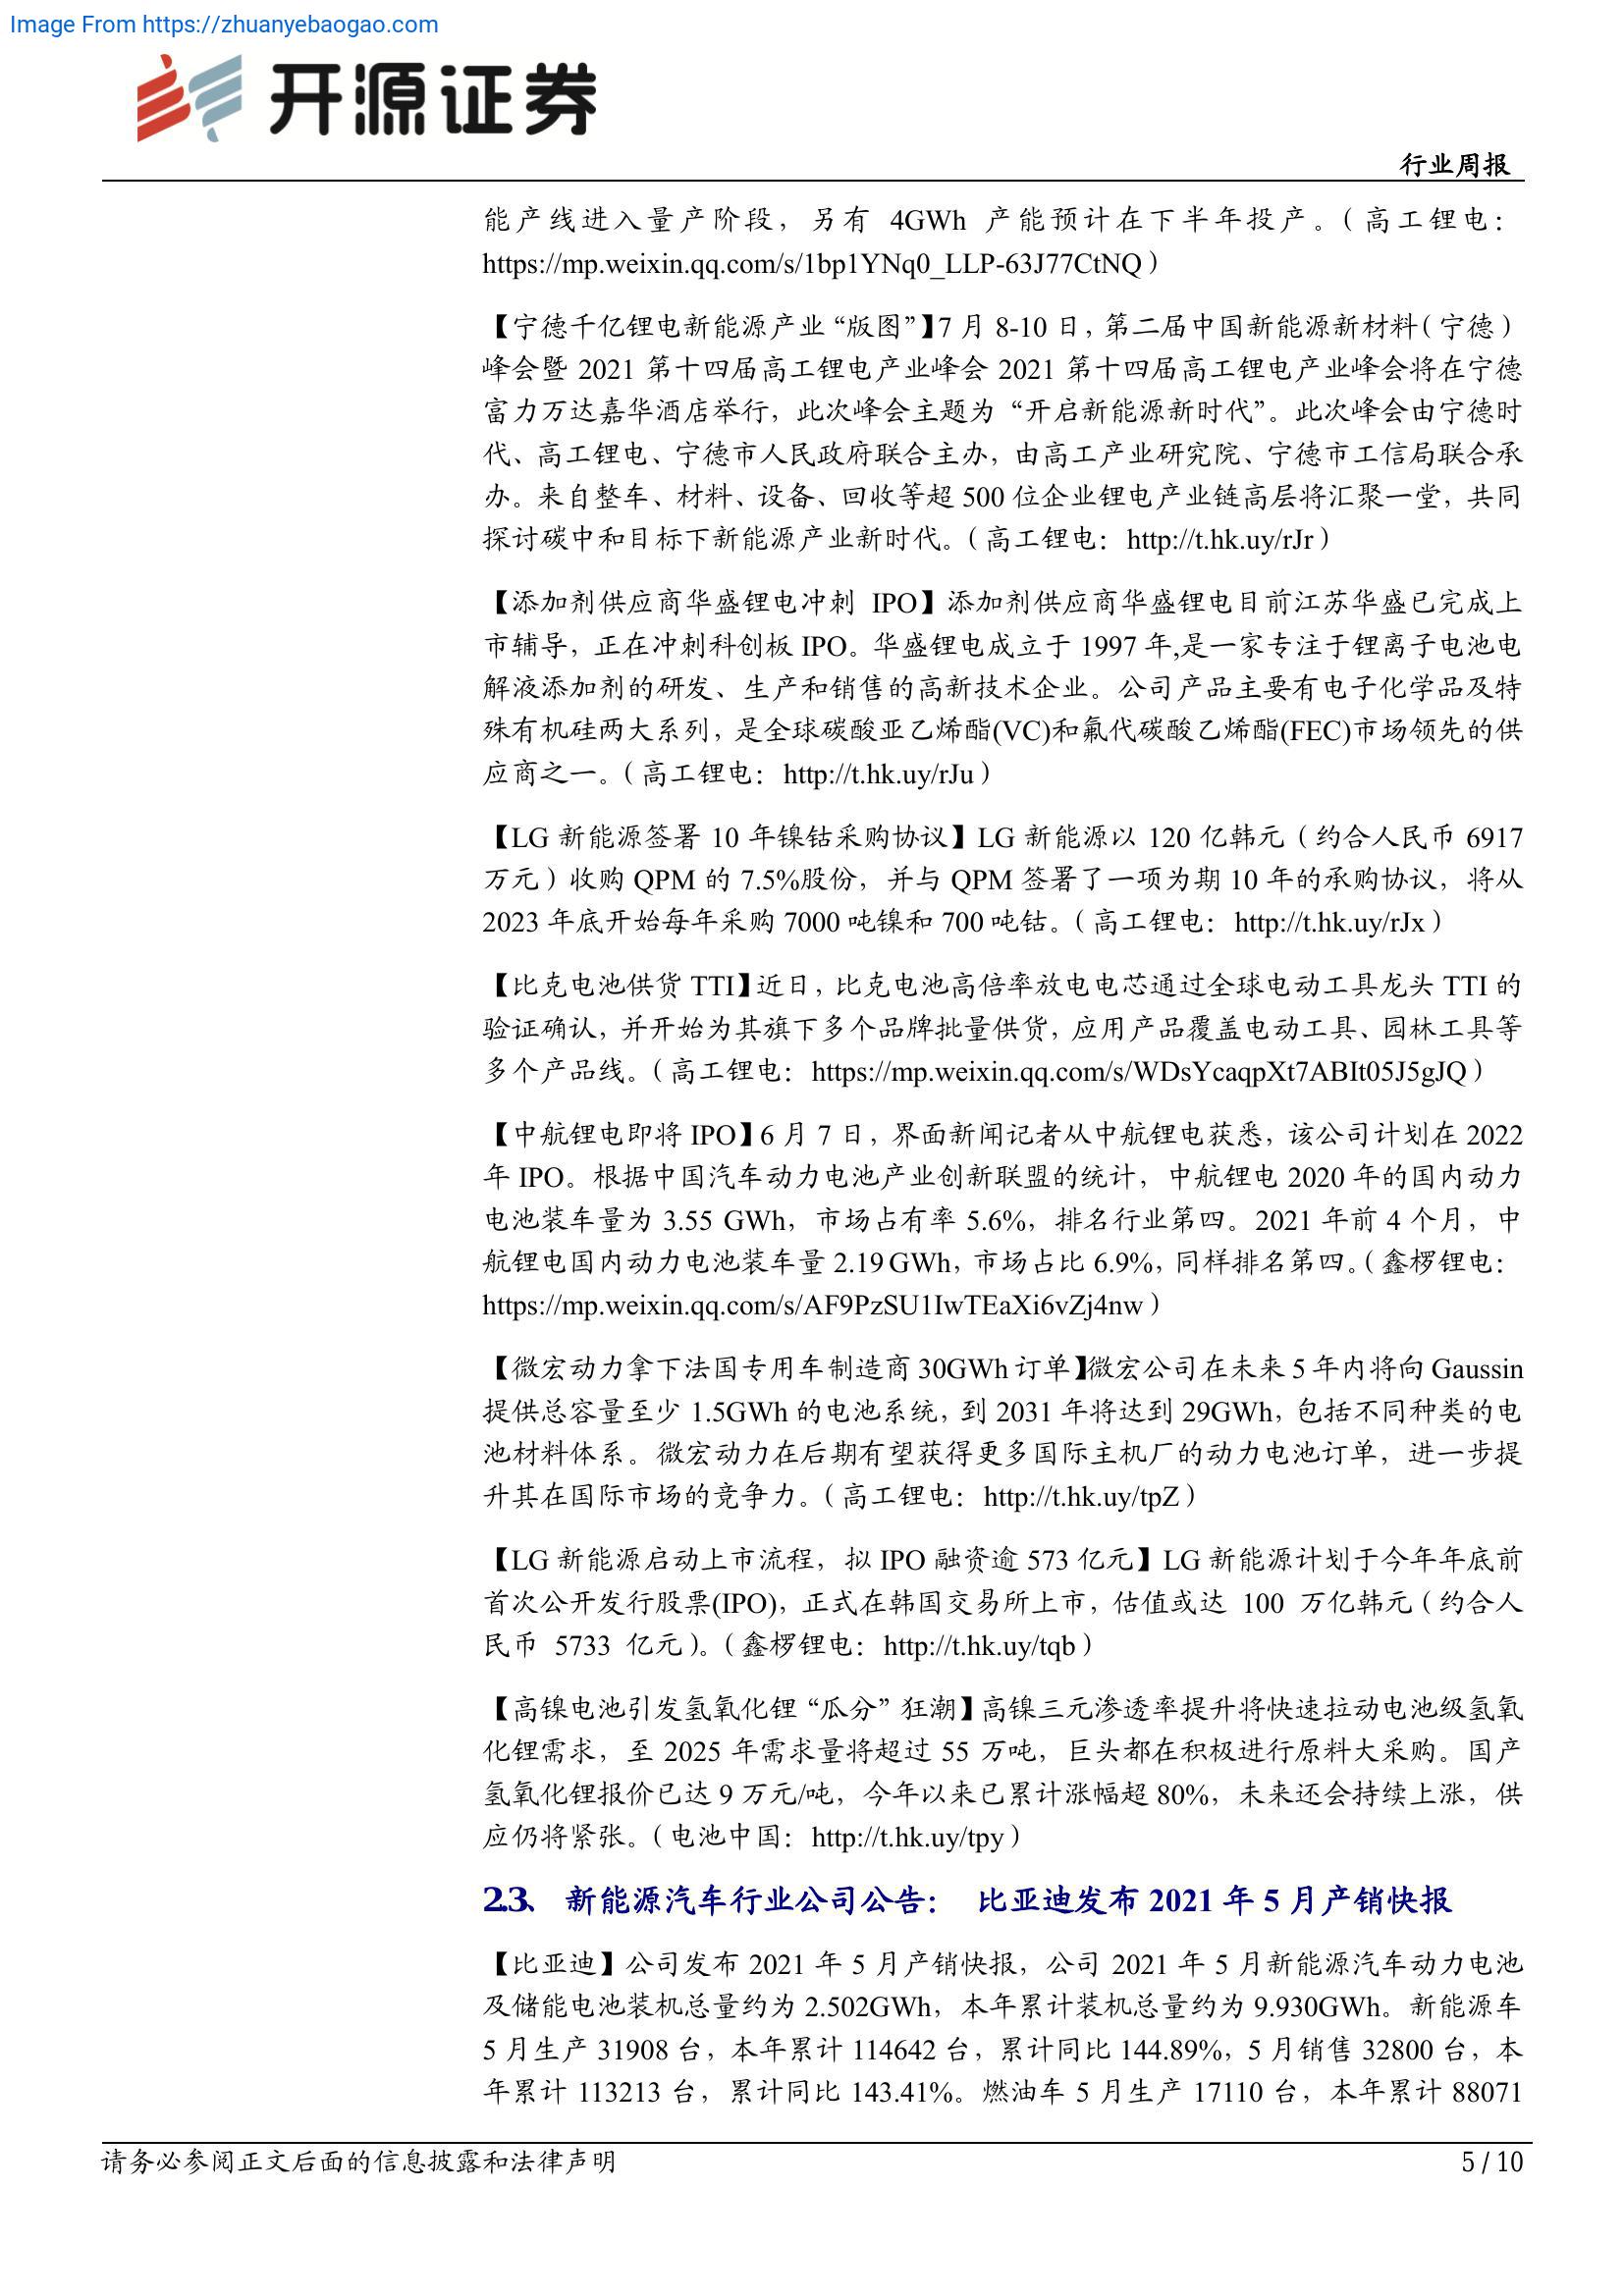 Image From https://zhuanyebaogao.com
开源证券
行业周报
能产线进入量产阶段，另有 4GWh 产能预计在下半年投产。（高工锂电：
https://mp.weixin.qq.com/s/1bp1YNq0_LLP-63J77CtNQ）
【宁德千亿锂电新能源产业“版图”】7 月 8-10 日，第二届中国新能源新材料（宁德）
峰会暨 2021 第十四届高工锂电产业峰会 2021 第十四届高工锂电产业峰会将在宁德
富力万达嘉华酒店举行，此次峰会主题为“开启新能源新时代”。此次峰会由宁德时
代、高工锂电、宁德市人民政府联合主办，由高工产业研究院、宁德市工信局联合承
办。来自整车、材料、设备、回收等超 500 位企业锂电产业链高层将汇聚一堂，共同
探讨碳中和目标下新能源产业新时代。（高工锂电：http://t.hk.uy/rJr）
【添加剂供应商华盛锂电冲刺 IPO】添加剂供应商华盛锂电目前江苏华盛已完成上
市辅导，正在冲刺科创板 IPO。华盛锂电成立于 1997 年,是一家专注于锂离子电池电
解液添加剂的研发、生产和销售的高新技术企业。公司产品主要有电子化学品及特
殊有机硅两大系列，是全球碳酸亚乙烯酯(VC)和氟代碳酸乙烯酯(FEC)市场领先的供
应商之一。（高工锂电：http://t.hk.uy/rJu）
【LG 新能源签署 10 年镍钴采购协议】LG 新能源以 120 亿韩元（约合人民币 6917
万元）收购 QPM 的 7.5%股份，并与 QPM 签署了一项为期 10 年的承购协议，将从
2023 年底开始每年采购 7000 吨镍和 700 吨钴。（高工锂电：http://t.hk.uy/rJx）
【比克电池供货 TTI】近日，比克电池高倍率放电电芯通过全球电动工具龙头 TTI 的
验证确认，并开始为其旗下多个品牌批量供货，应用产品覆盖电动工具、园林工具等
多个产品线。（高工锂电：https://mp.weixin.qq.com/s/WDsYcaqpXt7ABIt05J5gJQ）
【中航锂电即将 IPO】6 月 7 日，界面新闻记者从中航锂电获悉，该公司计划在 2022
年 IPO。根据中国汽车动力电池产业创新联盟的统计，中航锂电 2020 年的国内动力
电池装车量为 3.55 GWh，市场占有率 5.6%，排名行业第四。2021 年前 4 个月，中
航锂电国内动力电池装车量 2.19 GWh，市场占比 6.9%，同样排名第四。（鑫椤锂电：
https://mp.weixin.qq.com/s/AF9PzSU1IwTEaXi6vZj4nw）
【微宏动力拿下法国专用车制造商 30GWh 订单】微宏公司在未来 5 年内将向 Gaussin
提供总容量至少 1.5GWh 的电池系统，到 2031 年将达到 29GWh，包括不同种类的电
池材料体系。微宏动力在后期有望获得更多国际主机厂的动力电池订单，进一步提
升其在国际市场的竞争力。（高工锂电：http://t.hk.uy/tpZ）
【LG 新能源启动上市流程，拟 IPO 融资逾 573 亿元】LG 新能源计划于今年年底前
首次公开发行股票(IPO)，正式在韩国交易所上市，估值或达 100 万亿韩元（约合人
民币 5733 亿元）。（鑫椤锂电：http://t.hk.uy/tqb）
【高镍电池引发氢氧化锂“瓜分”狂潮】高镍三元渗透率提升将快速拉动电池级氢氧
化锂需求，至 2025 年需求量将超过 55 万吨，巨头都在积极进行原料大采购。国产
氢氧化锂报价已达 9 万元/吨，今年以来已累计涨幅超 80%，未来还会持续上涨，供
应仍将紧张。（电池中国：http://t.hk.uy/tpy）
2.3、 新能源汽车行业公司公告： 比亚迪发布 2021 年 5 月产销快报
【比亚迪】公司发布 2021 年 5 月产销快报，公司 2021 年 5 月新能源汽车动力电池
及储能电池装机总量约为 2.502GWh，本年累计装机总量约为 9.930GWh。新能源车
5 月生产 31908 台，本年累计 114642 台，累计同比 144.89%，5 月销售 32800 台，本
年累计 113213 台，累计同比 143.41%。燃油车 5 月生产 17110 台，本年累计 88071
请务必参阅正文后面的信息披露和法律声明
5 / 10